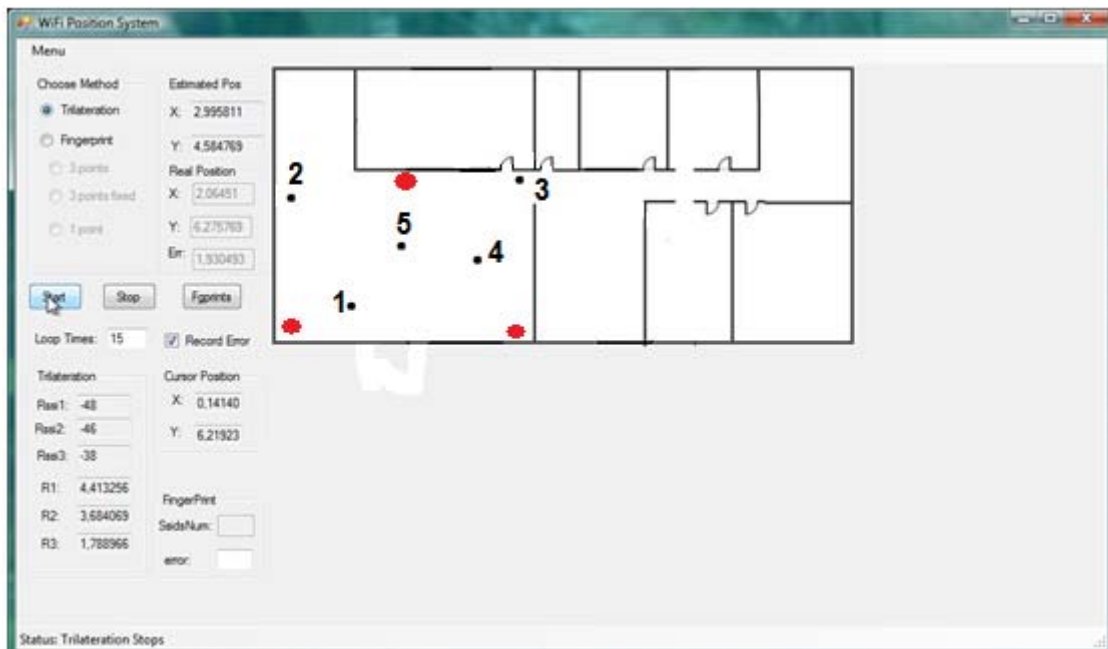 WiFi Position System
Menu
Choose Method
Trilateration
Fingerprint
3 points
3 points fixed
1 point
Estimated Pos
X: 2,995811
Y: 4,584769
Real Position
X: 2,06451
Y: 6,275769
Err: 1,930493
Start
Stop
Fgprints
Loop Times: 15
Record Error
Trilateration
Rssi1: -48
Rssi2: -46
Rssi3: -38
R1: 4,413256
R2: 3,684069
R3: 1,788966
Cursor Position
X: 0,14140
Y: 6,21923
FingerPrint
SsidsNum:
error:
2
3
5
4
1
Status: Trilateration Stops